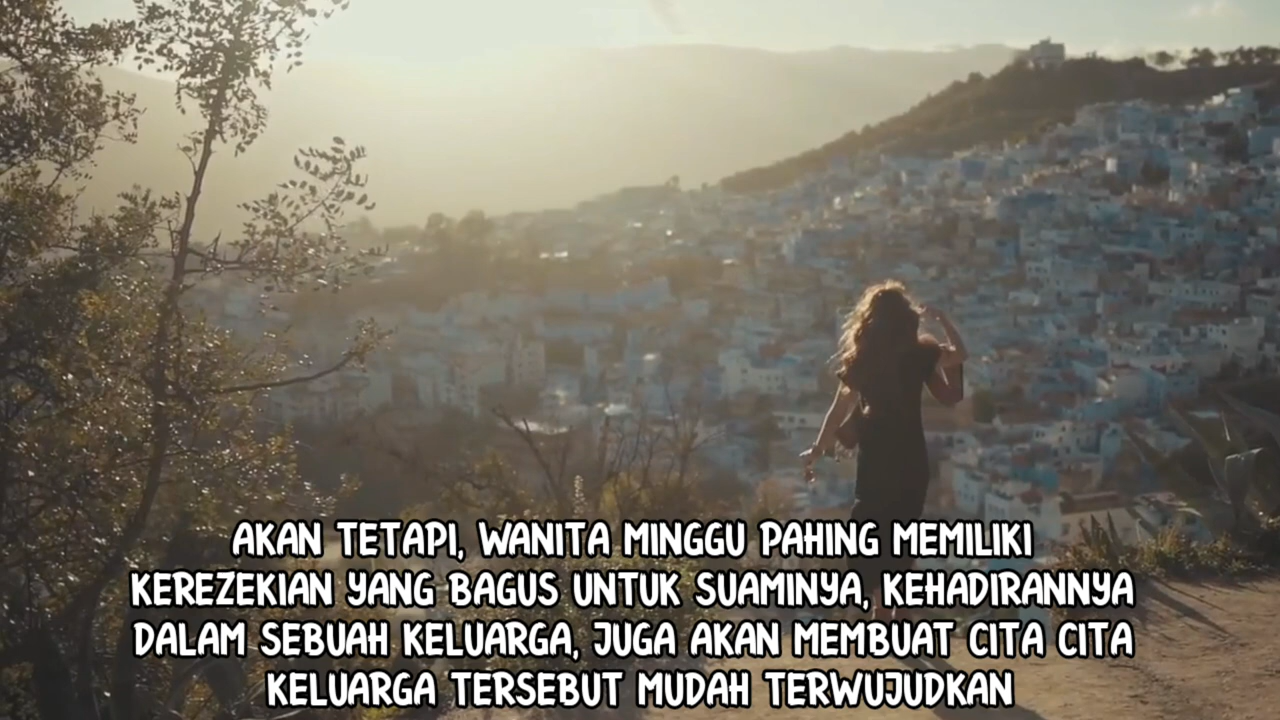 AKAN TETAPI, WANITA MINGGU PAHING MEMILIKI
KEREZEKIAN YANG BAGUS UNTUK SUAMINYA, KEHADIRANNYA
DALAM SEBUAH KELUARGA, JUGA AKAN MEMBUAT CITA CITA
KELUARGA TERSEBUT MUDAH TERWUJUDKAN